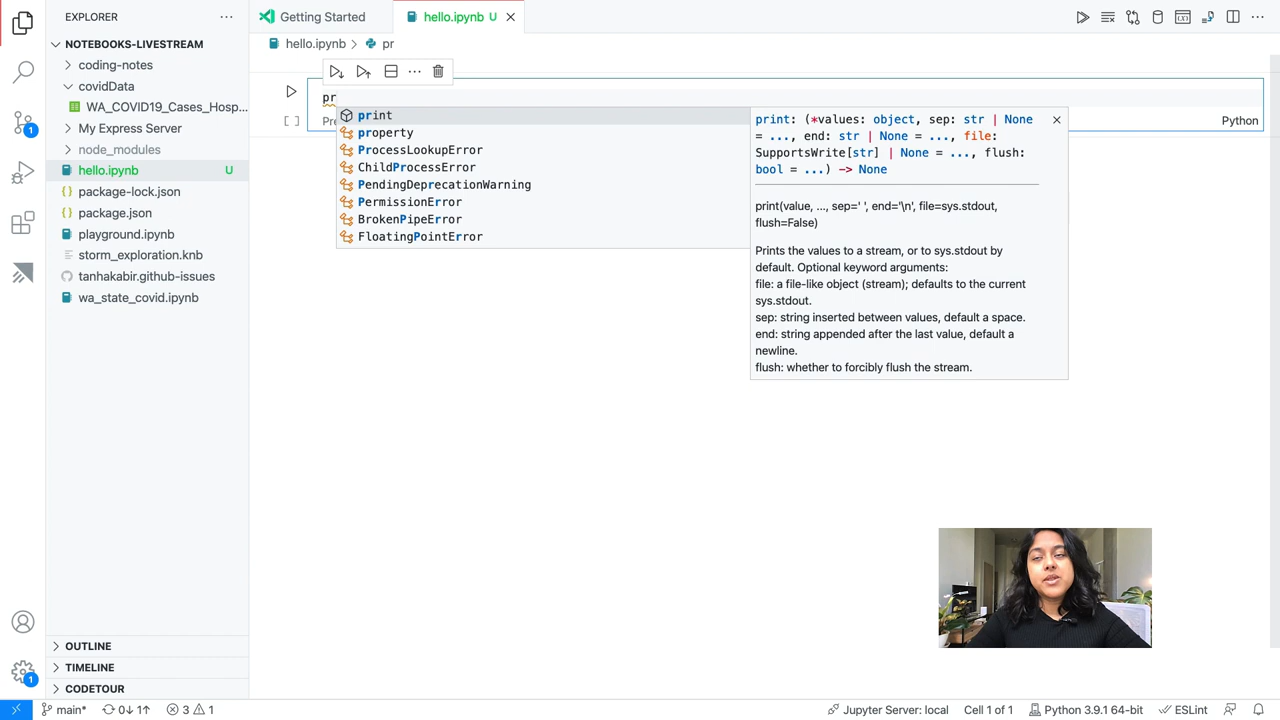 EXPLORER
NOTEBOOKS-LIVESTREAM
coding-notes
covidData
WA_COVID19_Cases_Hosp...
My Express Server
node_modules
hello.ipynb U
package-lock.json
package.json
playground.ipynb
storm_exploration.knb
tanhakabir.github-issues
wa_state_covid.ipynb
OUTLINE
TIMELINE
CODETOUR
1
1
Getting Started
hello.ipynb U
hello.ipynb > pr
pr
[ ]
Python
print
property
ProcessLookupError
ChildProcessError
PendingDeprecationWarning
PermissionError
BrokenPipeError
FloatingPointError
print: (*values: object, sep: str | None
= ..., end: str | None = ..., file:
SupportsWrite[str] | None = ..., flush:
bool = ...) -> None
print(value, ..., sep=' ', end='\n', file=sys.stdout,
flush=False)
Prints the values to a stream, or to sys.stdout by
default. Optional keyword arguments:
file: a file-like object (stream); defaults to the current
sys.stdout.
sep: string inserted between values, default a space.
end: string appended after the last value, default a
newline.
flush: whether to forcibly flush the stream.
main* 0↓ 1↑ 3 1 Jupyter Server: local Cell 1 of 1 Python 3.9.1 64-bit ESLint